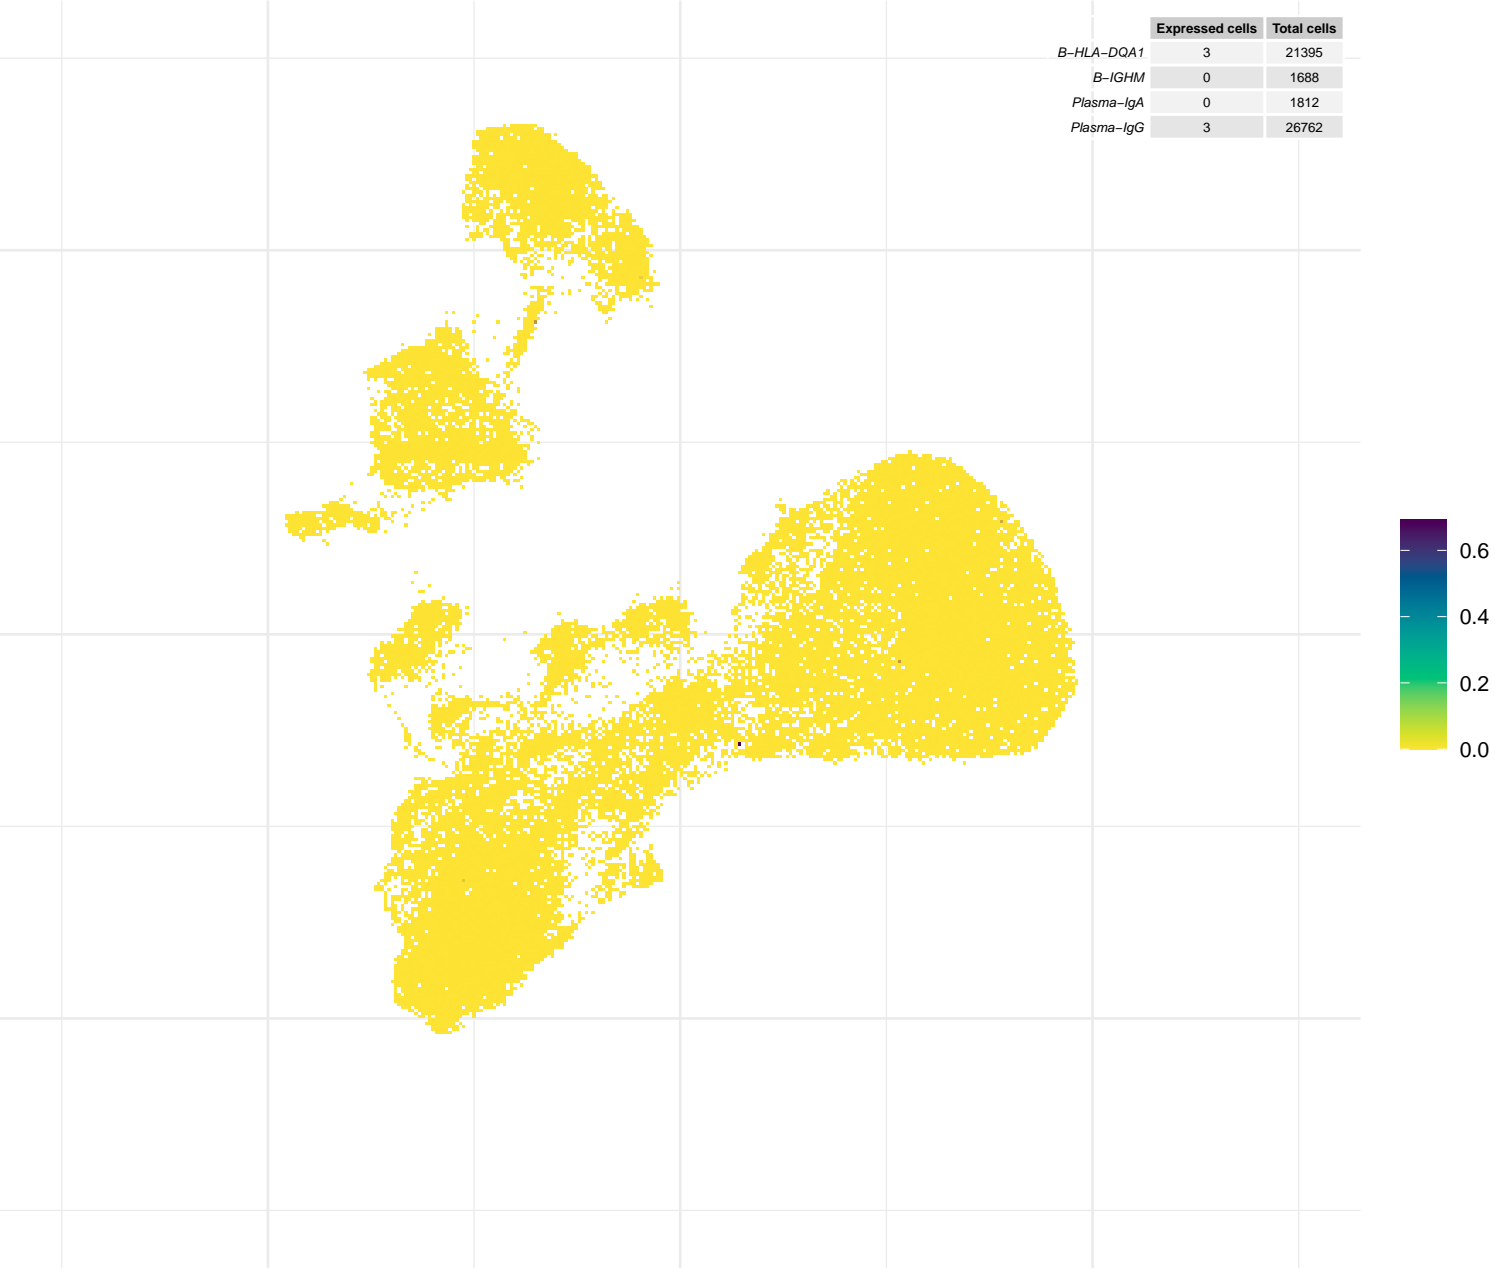 Expressed cells Total cells
B−HLA−DQA1 3 21395
B−IGHM 0 1688
Plasma−IgA 0 1812
Plasma−IgG 3 26762
0.6
0.4
0.2
0.0